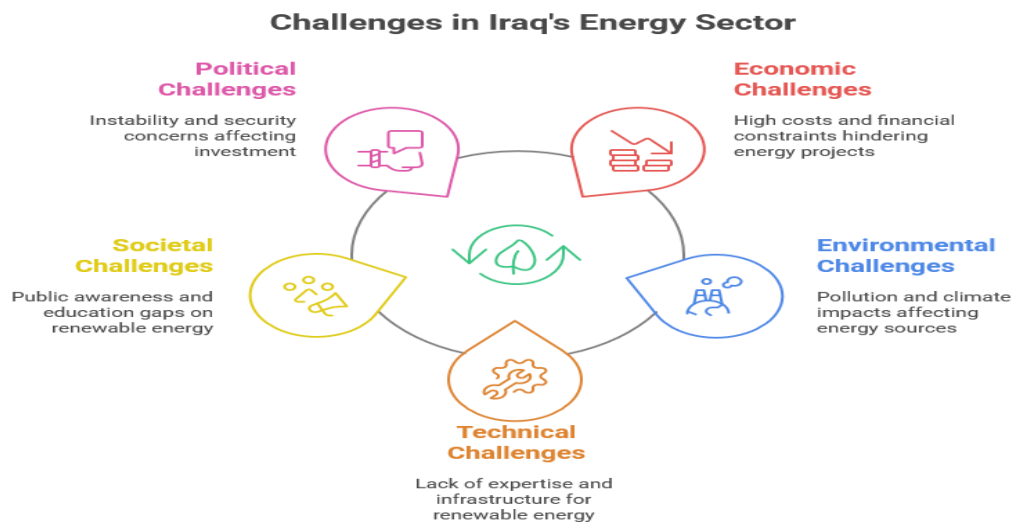 Challenges in Iraq's Energy Sector
Political
Challenges
Instability and security
concerns affecting
investment
Economic
Challenges
High costs and financial
constraints hindering
energy projects
Societal
Challenges
Public awareness and
education gaps on
renewable energy
Environmental
Challenges
Pollution and climate
impacts affecting
energy sources
Technical
Challenges
Lack of expertise and
infrastructure for
renewable energy